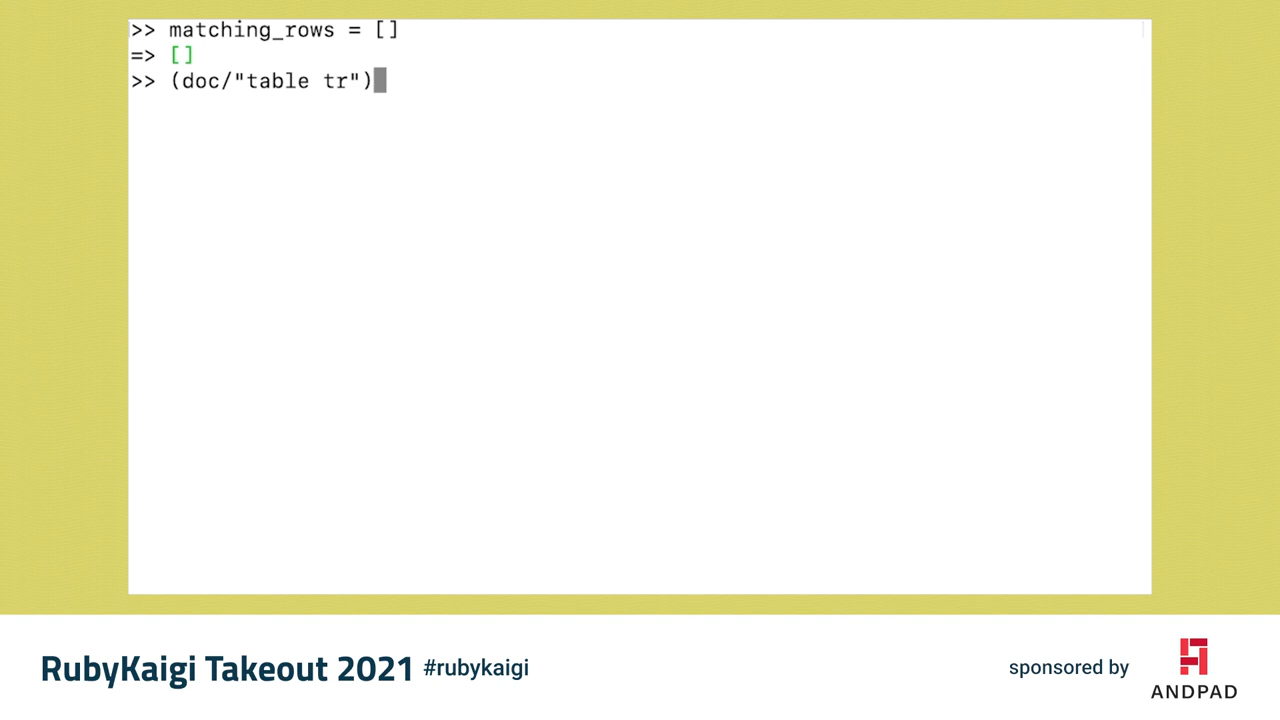 >> matching_rows = []
=> []
>> (doc/"table tr")
RubyKaigi Takeout 2021 #rubykaigi
sponsored by
ANDPAD